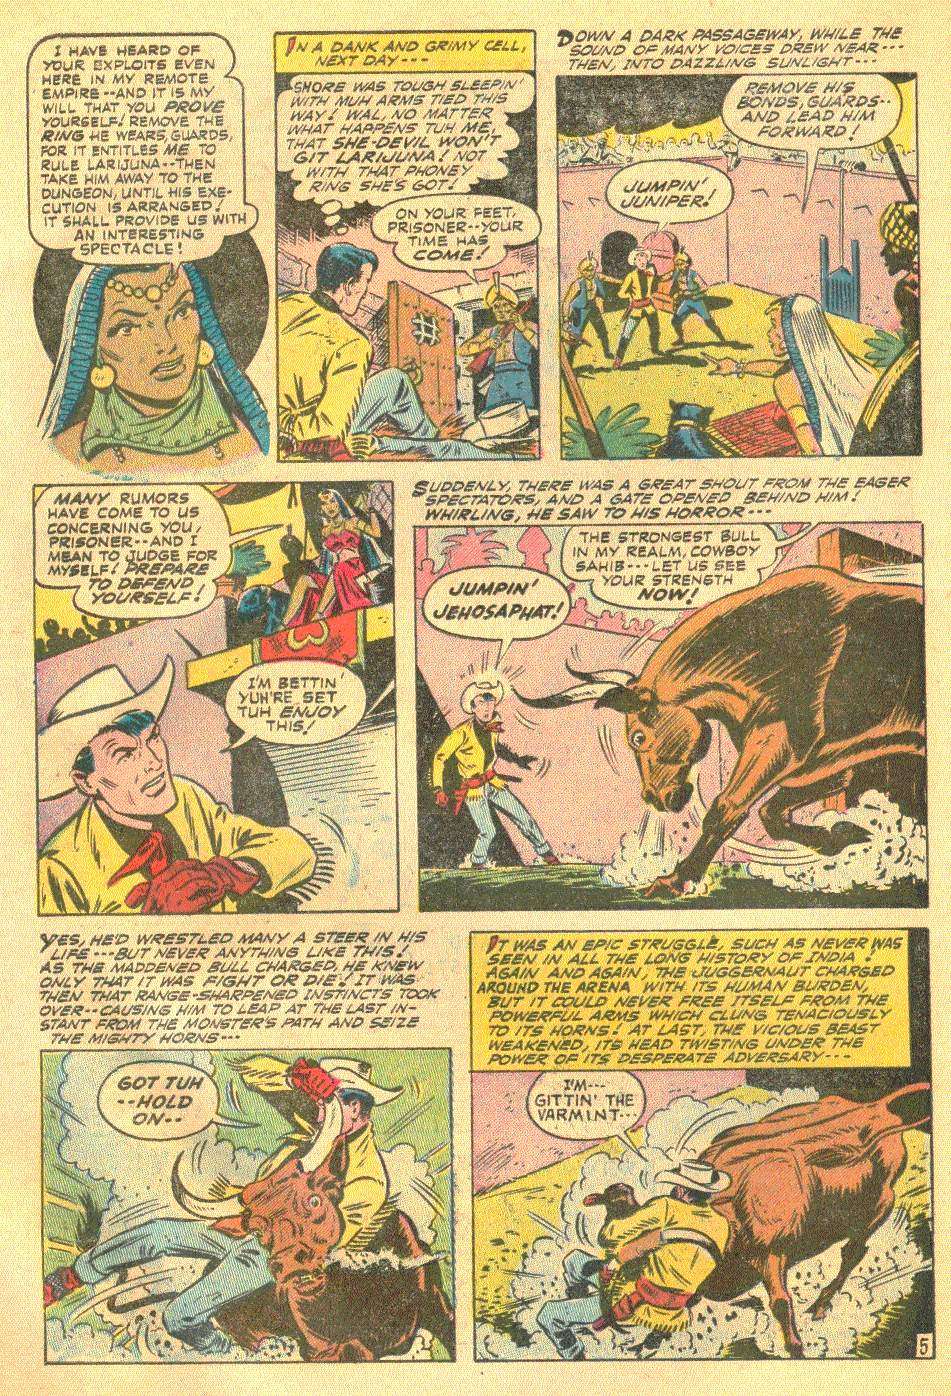 I HAVE HEARD OF
YOUR EXPLOITS EVEN
HERE IN MY REMOTE
EMPIRE--AND IT IS MY
WILL THAT YOU PROVE
YOURSELF! REMOVE THE
RING HE WEARS, GUARDS,
FOR IT ENTITLES ME TO
RULE LARIJUNA--THEN
TAKE HIM AWAY TO THE
DUNGEON, UNTIL HIS EXE-
CUTION IS ARRANGED!
IT SHALL PROVIDE US WITH
AN INTERESTING
SPECTACLE!
IN A DANK AND GRIMY CELL,
NEXT DAY---
SHORE WAS TOUGH SLEEPIN'
WITH MUH ARMS TIED THIS
WAY! WAL, NO MATTER
WHAT HAPPENS TUH ME,
THAT SHE-DEVIL WON'T
GIT LARIJUNA! NOT
WITH THAT PHONEY
RING SHE'S GOT!
ON YOUR FEET,
PRISONER--YOUR
TIME HAS
COME!
DOWN A DARK PASSAGEWAY, WHILE THE
SOUND OF MANY VOICES DREW NEAR---
THEN, INTO DAZZLING SUNLIGHT---
REMOVE HIS
BONDS, GUARDS--
AND LEAD HIM
FORWARD!
JUMPIN'
JUNIPER!
MANY RUMORS
HAVE COME TO US
CONCERNING YOU,
PRISONER--AND I
MEAN TO JUDGE FOR
MYSELF! PREPARE
TO DEFEND
YOURSELF!
I'M BETTIN'
YUH'RE SET
TUH ENJOY
THIS!
SUDDENLY, THERE WAS A GREAT SHOUT FROM THE EAGER
SPECTATORS, AND A GATE OPENED BEHIND HIM!
WHIRLING, HE SAW TO HIS HORROR---
JUMPIN'
JEHOSAPHAT!
THE STRONGEST BULL
IN MY REALM, COWBOY
SAHIB---LET US SEE
YOUR STRENGTH
NOW!
YES, HE'D WRESTLED MANY A STEER IN HIS
LIFE---BUT NEVER ANYTHING LIKE THIS!
AS THE MADDENED BULL CHARGED, HE KNEW
ONLY THAT IT WAS FIGHT OR DIE! IT WAS
THEN THAT RANGE-SHARPENED INSTINCTS TOOK
OVER--CAUSING HIM TO LEAP AT THE LAST IN-
STANT FROM THE MONSTER'S PATH AND SEIZE
THE MIGHTY HORNS---
GOT TUH
--HOLD
ON--
IT WAS AN EPIC STRUGGLE, SUCH AS NEVER WAS
SEEN IN ALL THE LONG HISTORY OF INDIA!
AGAIN AND AGAIN, THE JUGGERNAUT CHARGED
AROUND THE ARENA WITH ITS HUMAN BURDEN,
BUT IT COULD NEVER FREE ITSELF FROM THE
POWERFUL ARMS WHICH CLUNG TENACIOUSLY
TO ITS HORNS! AT LAST, THE VICIOUS BEAST
WEAKENED, ITS HEAD TWISTING UNDER THE
POWER OF ITS DESPERATE ADVERSARY---
I'M---
GITTIN' THE
VARMINT---
5